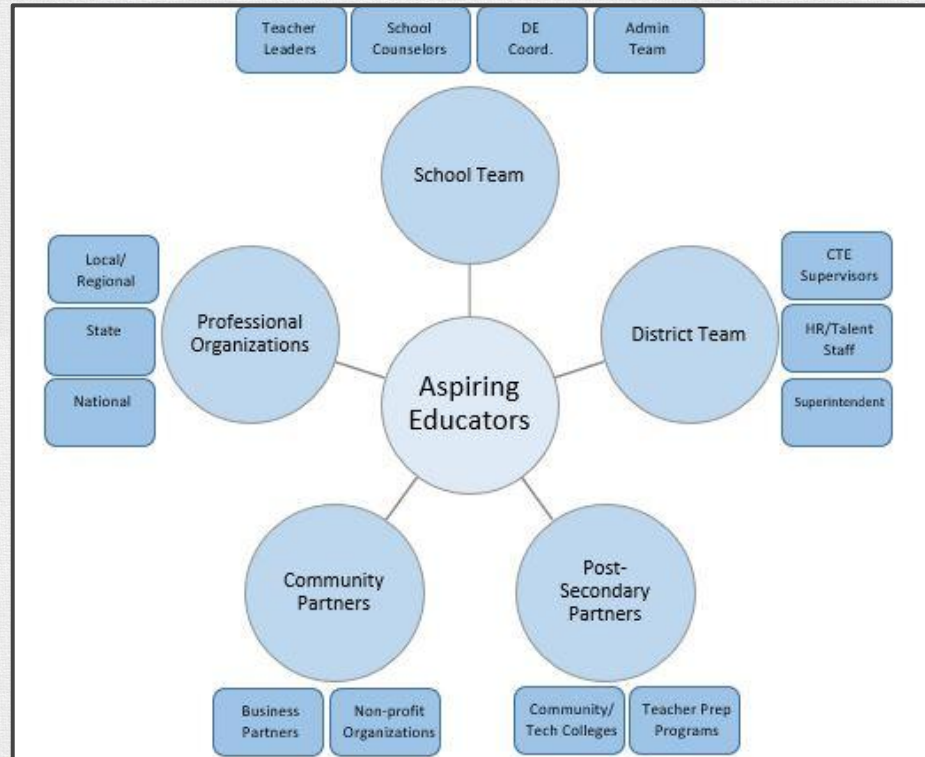 Teacher
Leaders
School
Counselors
DE
Coord.
Admin
Team
School Team
Local/
Regional
State
National
Professional
Organizations
CTE
Supervisors
HR/Talent
Staff
Superintendent
District Team
Aspiring
Educators
Community
Partners
Post-
Secondary
Partners
Business
Partners
Non-profit
Organizations
Community/
Tech Colleges
Teacher Prep
Programs